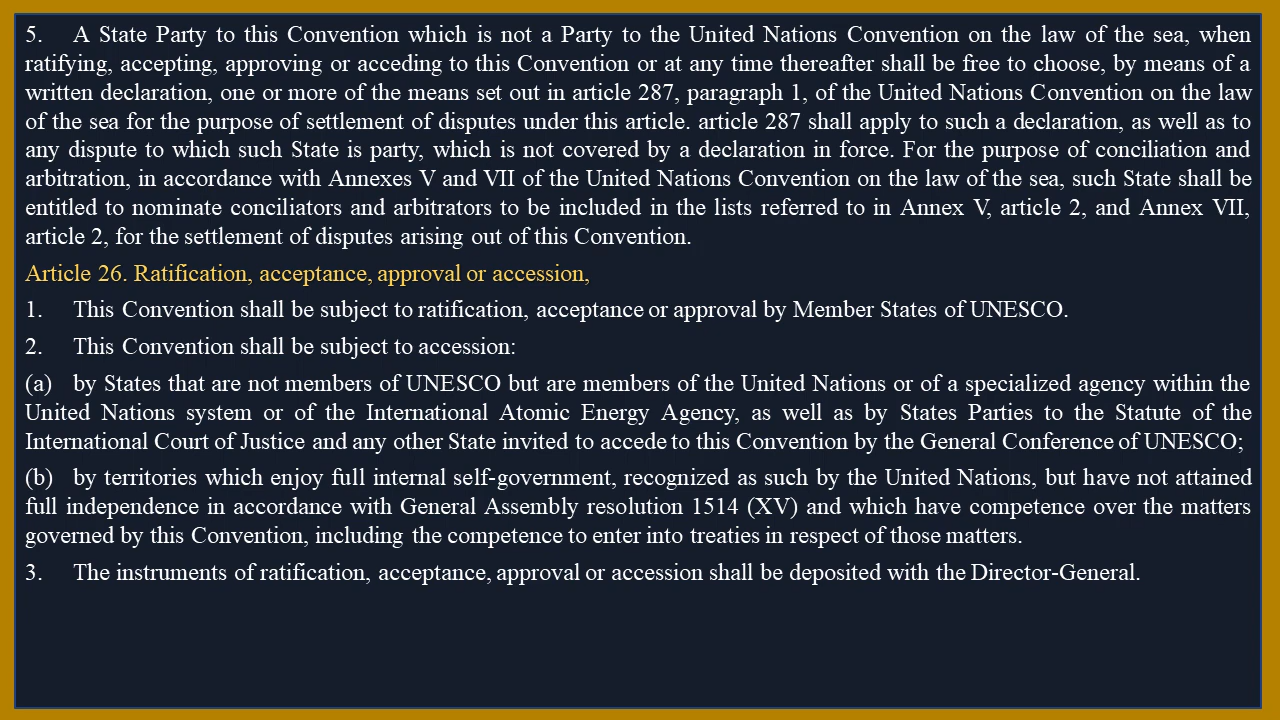 5. A State Party to this Convention which is not a Party to the United Nations Convention on the law of the sea, when
ratifying, accepting, approving or acceding to this Convention or at any time thereafter shall be free to choose, by means of a
written declaration, one or more of the means set out in article 287, paragraph 1, of the United Nations Convention on the law
of the sea for the purpose of settlement of disputes under this article. article 287 shall apply to such a declaration, as well as to
any dispute to which such State is party, which is not covered by a declaration in force. For the purpose of conciliation and
arbitration, in accordance with Annexes V and VII of the United Nations Convention on the law of the sea, such State shall be
entitled to nominate conciliators and arbitrators to be included in the lists referred to in Annex V, article 2, and Annex VII,
article 2, for the settlement of disputes arising out of this Convention.
Article 26. Ratification, acceptance, approval or accession,
1. This Convention shall be subject to ratification, acceptance or approval by Member States of UNESCO.
2. This Convention shall be subject to accession:
(a) by States that are not members of UNESCO but are members of the United Nations or of a specialized agency within the
United Nations system or of the International Atomic Energy Agency, as well as by States Parties to the Statute of the
International Court of Justice and any other State invited to accede to this Convention by the General Conference of UNESCO;
(b) by territories which enjoy full internal self-government, recognized as such by the United Nations, but have not attained
full independence in accordance with General Assembly resolution 1514 (XV) and which have competence over the matters
governed by this Convention, including the competence to enter into treaties in respect of those matters.
3. The instruments of ratification, acceptance, approval or accession shall be deposited with the Director-General.